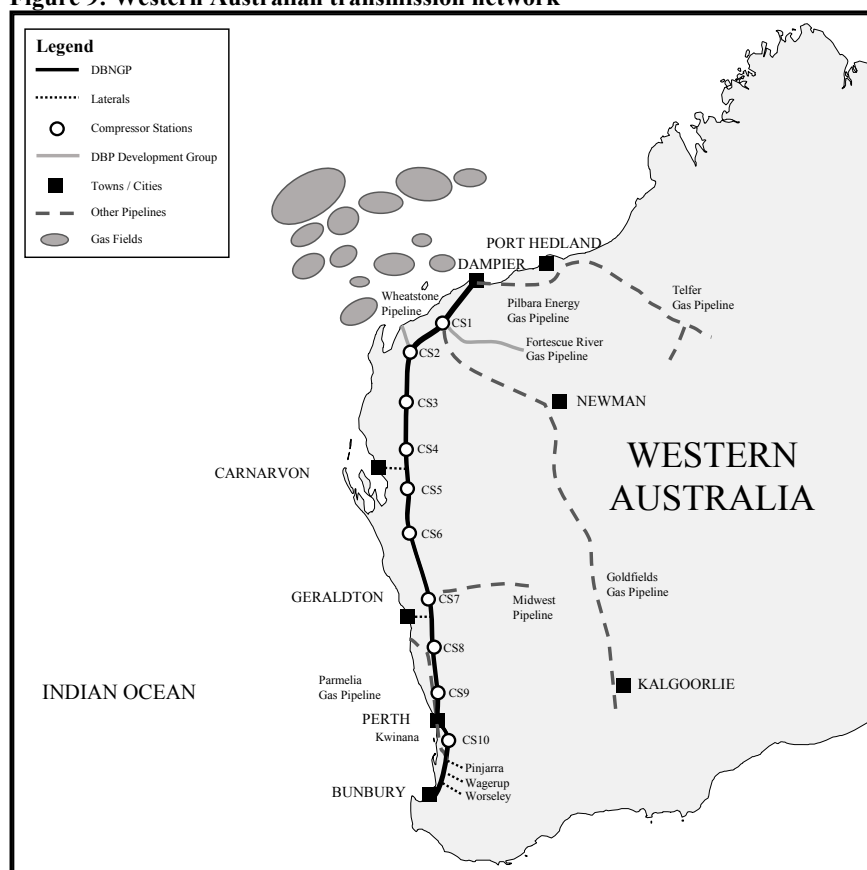 Figure 9: Western Australian transmission network
Legend
DBNGP
Laterals
Compressor Stations
DBP Development Group
Towns / Cities
Other Pipelines
Gas Fields
PORT HEDLAND
DAMPIER
Wheatstone
Pipeline
Pilbara Energy
Gas Pipeline
Telfer
Gas Pipeline
CS1
Fortescue River
Gas Pipeline
CS2
CS3
NEWMAN
CS4
WESTERN
AUSTRALIA
CARNARVON
CS5
CS6
Goldfields
Gas Pipeline
GERALDTON
CS7
Midwest
Pipeline
CS8
Parmelia
Gas Pipeline
INDIAN OCEAN
CS9
KALGOORLIE
PERTH
Kwinana
CS10
Pinjarra
Wagerup
Worseley
BUNBURY